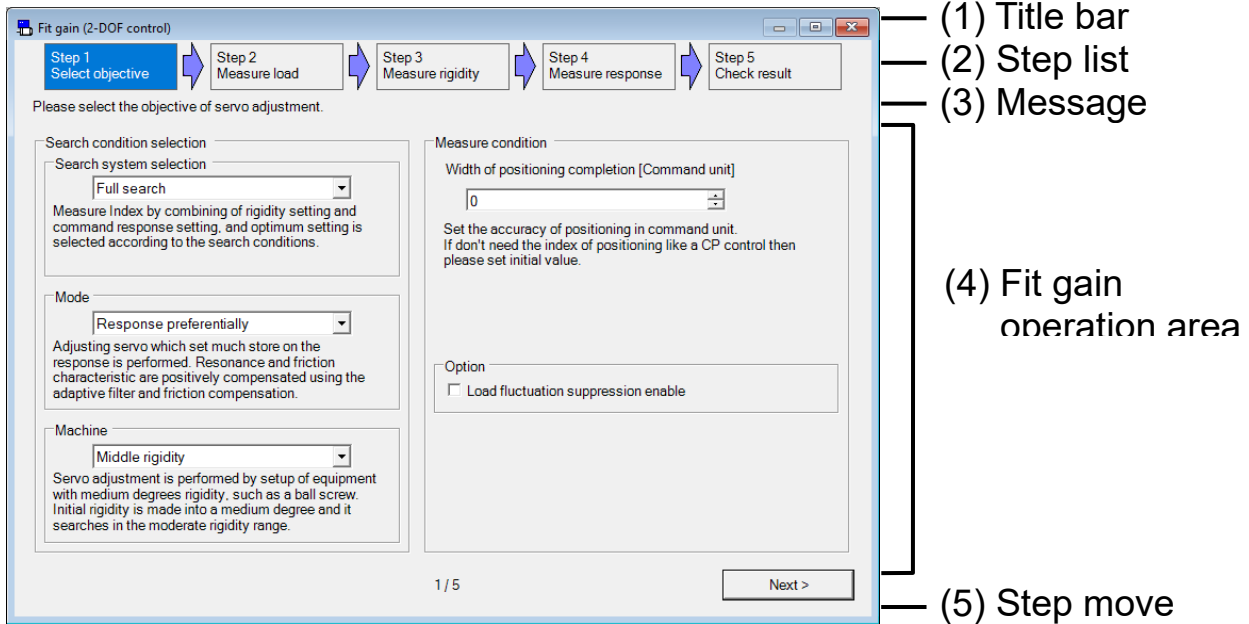 Fit gain (2-DOF control)
(1) Title bar
Step 1
Select objective
Step 2
Measure load
Step 3
Measure rigidity
Step 4
Measure response
Step 5
Check result
(2) Step list
Please select the objective of servo adjustment.
(3) Message
Search condition selection
Search system selection
Full search
Measure Index by combining of rigidity setting and
command response setting, and optimum setting is
selected according to the search conditions.
Mode
Response preferentially
Adjusting servo which set much store on the
response is performed. Resonance and friction
characteristic are positively compensated using the
adaptive filter and friction compensation.
Machine
Middle rigidity
Servo adjustment is performed by setup of equipment
with medium degrees rigidity, such as a ball screw.
Initial rigidity is made into a medium degree and it
searches in the moderate rigidity range.
Measure condition
Width of positioning completion [Command unit]
0
Set the accuracy of positioning in command unit.
If don't need the index of positioning like a CP control then
please set initial value.
Option
Load fluctuation suppression enable
(4) Fit gain
operation area
1 / 5
Next >
(5) Step move